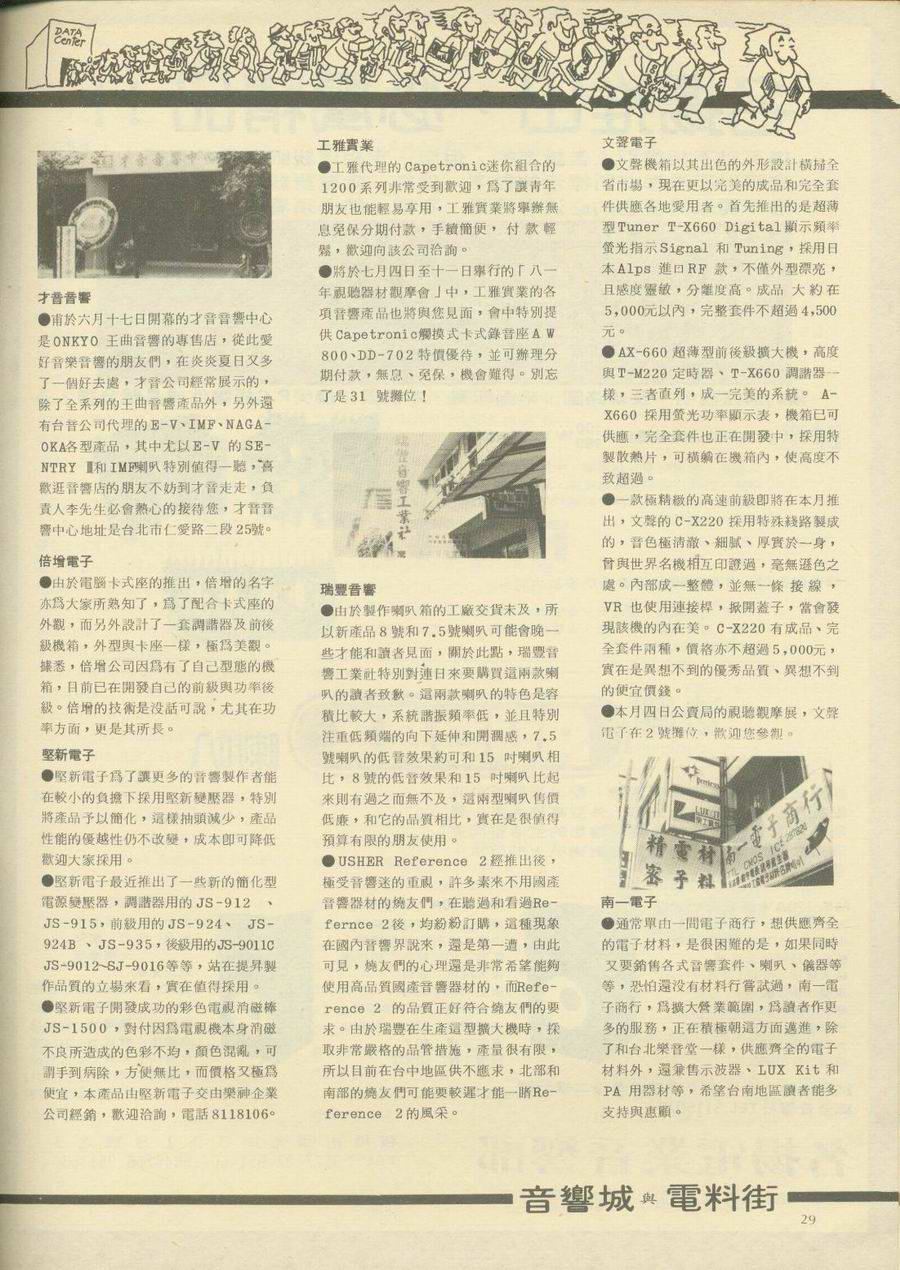 DATA
Center
才音音響
●甫於六月十七日開幕的才音音響中心
是ONKYO 王曲音響的專售店，從此愛
好音樂音響的朋友們，在炎炎夏日又多
了一個好去處，才音公司經常展示的，
除了全系列的王曲音響產品外，另外還
有台音公司代理的E-V、IMF、NAGA-
OKA各型產品，其中尤以E-V 的SE-
NTRY Ⅲ和IMF喇叭特別値得一聽，喜
歡逛音響店的朋友不妨到才音走走，負
責人李先生必會熱心的接待您，才音音
響中心地址是台北市仁愛路二段 25號。
倍增電子
●由於電腦卡式座的推出，倍增的名字
亦爲大家所熟知了，爲了配合卡式座的
外觀，而另外設計了一套調諧器及前後
級機箱，外型與卡座一樣，極爲美觀。
據悉，倍增公司因爲有了自己型態的機
箱，目前已在開發自己的前級與功率後
級。倍增的技術是沒話可說，尤其在功
率方面，更是其所長。
堅新電子
●堅新電子爲了讓更多的音響製作者能
在較小的負擔下採用堅新變壓器，特別
將產品予以簡化，這樣抽頭減少，產品
性能的優越性仍不改變，成本卽可降低
歡迎大家採用。
●堅新電子最近推出了一些新的簡化型
電源變壓器，調諧器用的JS-912 、
JS-915，前級用的JS-924、 JS-
924B 、JS-935，後級用的JS-9011C
JS-9012~SJ-9016等等，站在提昇製
作品質的立場來看，實在値得採用。
●堅新電子開發成功的彩色電視消磁棒
JS-1500，對付因爲電視機本身消磁
不良所造成的色彩不均，顏色混亂，可
謂手到病除，方便無比，而價格又極爲
便宜，本產品由堅新電子交由樂神企業
公司經銷，歡迎洽詢，電話8118106。
工雅實業
●工雅代理的 Capetronic迷你組合的
1200系列非常受到歡迎，爲了讓靑年
朋友也能輕易享用，工雅實業將舉辦無
息免保分期付款，手續簡便， 付 款 輕
鬆，歡迎向該公司洽詢。
●將於七月四日至十一日舉行的「八一
年視聽器材觀摩會」中，工雅實業的各
項音響產品也將與您見面，會中特別提
供 Capetronic觸摸式卡式錄音座A W
800、DD-702特價優待，並可辦理分
期付款，無息、免保，機會難得。別忘
了是31 號攤位！
音響工業社
瑞豐音響
●由於製作喇叭箱的工廠交貨未及，所
以新產品8號和7.5號喇叭可能會晚一
些才能和讀者見面，關於此點，瑞豐音
響工業社特別對連日來要購買這兩款喇
叭的讀者致歉。這兩款喇叭的特色是容
積比較大，系統諧振頻率低，並且特別
注重低頻端的向下延伸和開濶感，7.5
號喇叭的低音效果約可和15 吋喇叭相
比，8號的低音效果和15 吋喇叭比起
來則有過之而無不及，這兩型喇叭售價
低廉，和它的品質相比，實在是很値得
預算有限的朋友使用。
●USHER Reference 2經推出後，
極受音響迷的重視，許多素來不用國產
音響器材的燒友們，在聽過和看過Re-
fernce 2後，均紛紛訂購，這種現象
在國內音響界說來，還是第一遭，由此
可見，燒友們的心理還是非常希望能夠
使用高品質國產音響器材的，而Refe-
rence 2 的品質正好符合燒友們的要
求。由於瑞豐在生產這型擴大機時，採
取非常嚴格的品管措施，產量很有限，
所以目前在台中地區供不應求，北部和
南部的燒友們可能要較遲才能一睹Re-
ference 2的風采。
文聲電子
●文聲機箱以其出色的外形設計橫掃全
省市場，現在更以完美的成品和完全套
件供應各地愛用者。首先推出的是超薄
型Tuner T-X660 Digital顯示頻率
螢光指示Signal 和 Tuning，採用日
本Alps 進口RF 款，不僅外型漂亮，
且感度靈敏，分離度高。成品 大 約 在
5,000元以內，完整套件不超過4,500
元。
●AX-660 超薄型前後級擴大機，高度
與T-M220 定時器、T-X660 調諧器一
樣，三者直列，成一完美的系統。 A-
X660 採用螢光功率顯示表，機箱已可
供應，完全套件也正在開發中，採用特
製散熱片，可橫躺在機箱內，使高度不
致超過。
●一款極精緻的高速前級卽將在本月推
出，文聲的C-X220 採用特殊綫路製成
的，音色極淸澈、細膩、厚實於一身，
曾與世界名機相互印證過，毫無遜色之
處。內部成一整體，並無一條 接 線 ，
VR 也使用連接桿，掀開蓋子，當會發
現該機的內在美。C-X220 有成品、完
全套件兩種，價格亦不超過5,000元，
實在是異想不到的優秀品質、異想不到
的便宜價錢。
●本月四日公賣局的視聽觀摩展，文聲
電子在2號攤位，歡迎您參觀。
LUXKIT
精密
電子
材料
南一電子商行
CMOS
TTL
IC
南一電子
●通常單由一間電子商行，想供應齊全
的電子材料，是很困難的是，如果同時
又要銷售各式音響套件、喇叭、儀器等
等，恐怕還沒有材料行嘗試過，南一電
子商行，爲擴大營業範圍，爲讀者作更
多的服務，正在積極朝這方面邁進，除
了和台北樂音堂一樣，供應齊全的電子
材料外，還兼售示波器、LUX Kit 和
PA 用器材等，希望台南地區讀者能多
支持與惠顧。
音響城與電料街
29